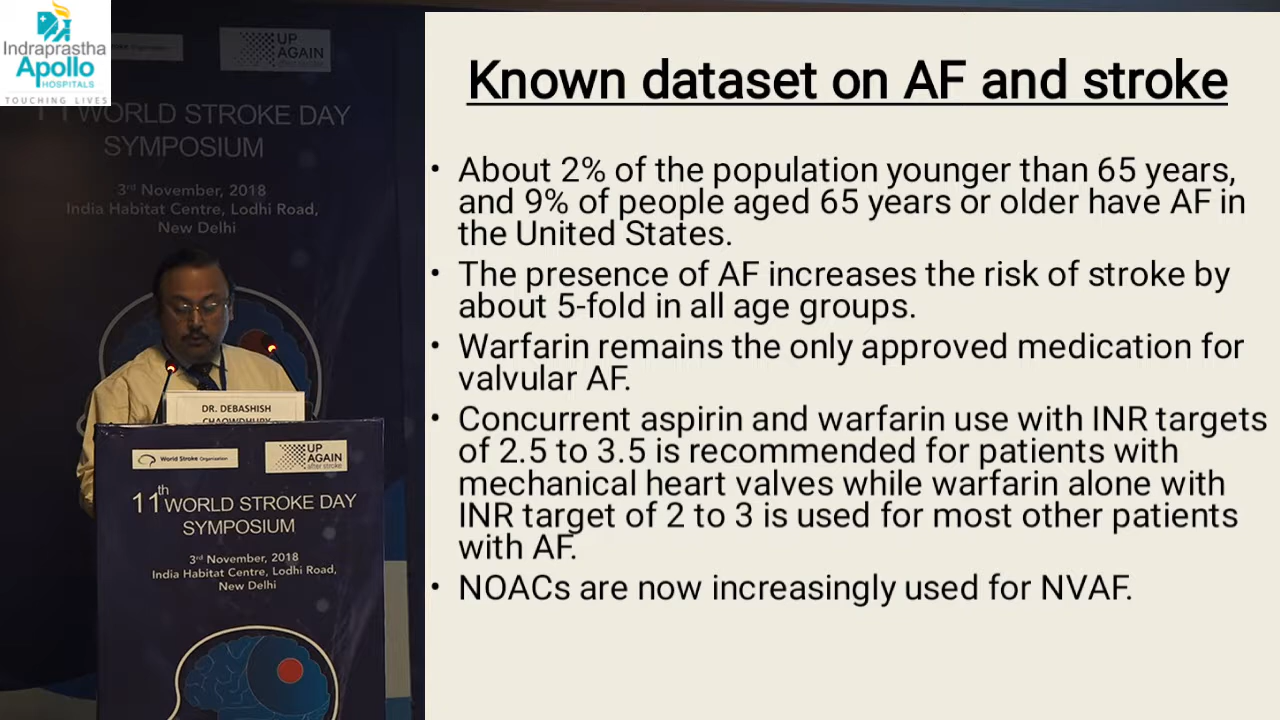 Indraprastha
Apollo
HOSPITALS
TOUCHING LIVES
UP
AGAIN
11 WORLD STROKE DAY
SYMPOSIUM
3rd November, 2018
India Habitat Centre, Lodhi Road,
New Delhi
DR. DEBASHISH
CHAOWDHURY
World Stroke Organization
UP
AGAIN
after stroke
11th WORLD STROKE DAY
SYMPOSIUM
3rd November, 2018
India Habitat Centre, Lodhi Road,
New Delhi
Known dataset on AF and stroke
• About 2% of the population younger than 65 years,
and 9% of people aged 65 years or older have AF in
the United States.
• The presence of AF increases the risk of stroke by
about 5-fold in all age groups.
• Warfarin remains the only approved medication for
valvular AF.
• Concurrent aspirin and warfarin use with INR targets
of 2.5 to 3.5 is recommended for patients with
mechanical heart valves while warfarin alone with
INR target of 2 to 3 is used for most other patients
with AF.
• NOACs are now increasingly used for NVAF.